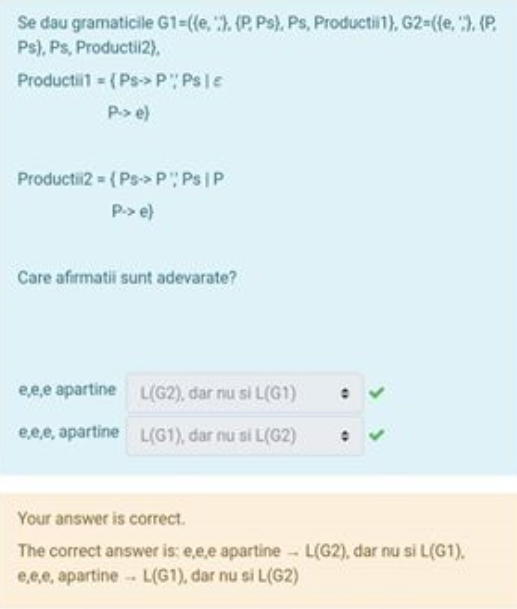 Se dau gramaticile G1=({e, ','}, {P, Ps}, Ps, Productii1}, G2=({e, ','}, {P,
Ps}, Ps, Productii2},
Productii1 = { Ps-> P ',' Ps | ε
P-> e}
Productii2 = { Ps-> P ',' Ps | P
P-> e}
Care afirmatii sunt adevarate?
e,e,e apartine L(G2), dar nu si L(G1)
e,e,e, apartine L(G1), dar nu si L(G2)
Your answer is correct.
The correct answer is: e,e,e apartine → L(G2), dar nu si L(G1),
e,e,e, apartine → L(G1), dar nu si L(G2)